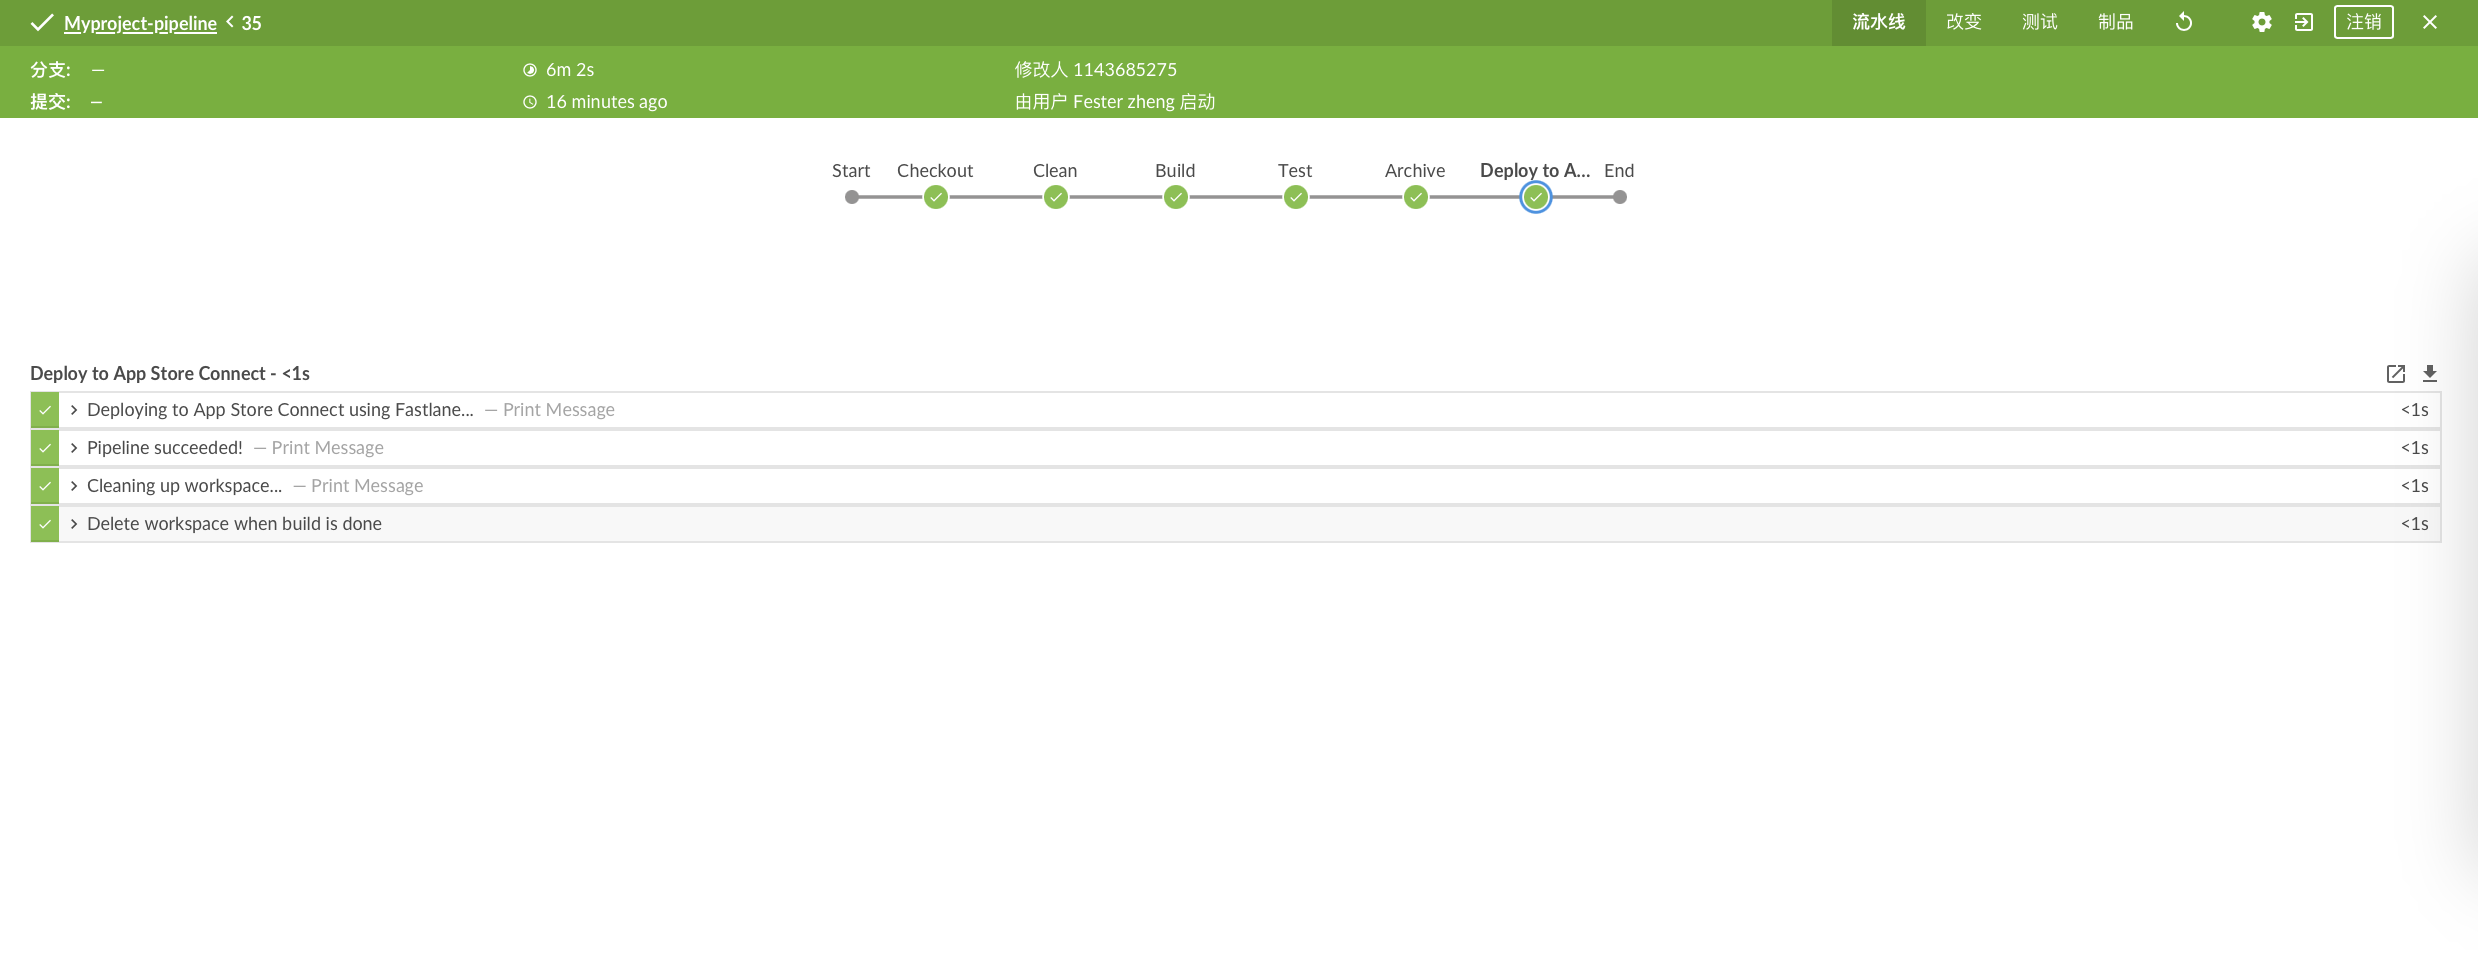 Myproject-pipeline < 35 流水线 改变 测试 制品 注销
分支: — 6m 2s 修改人 1143685275
提交: — 16 minutes ago 由用户 Fester zheng 启动
Start Checkout Clean Build Test Archive Deploy to A... End
Deploy to App Store Connect - <1s
Deploying to App Store Connect using Fastlane... — Print Message <1s
Pipeline succeeded! — Print Message <1s
Cleaning up workspace... — Print Message <1s
Delete workspace when build is done <1s